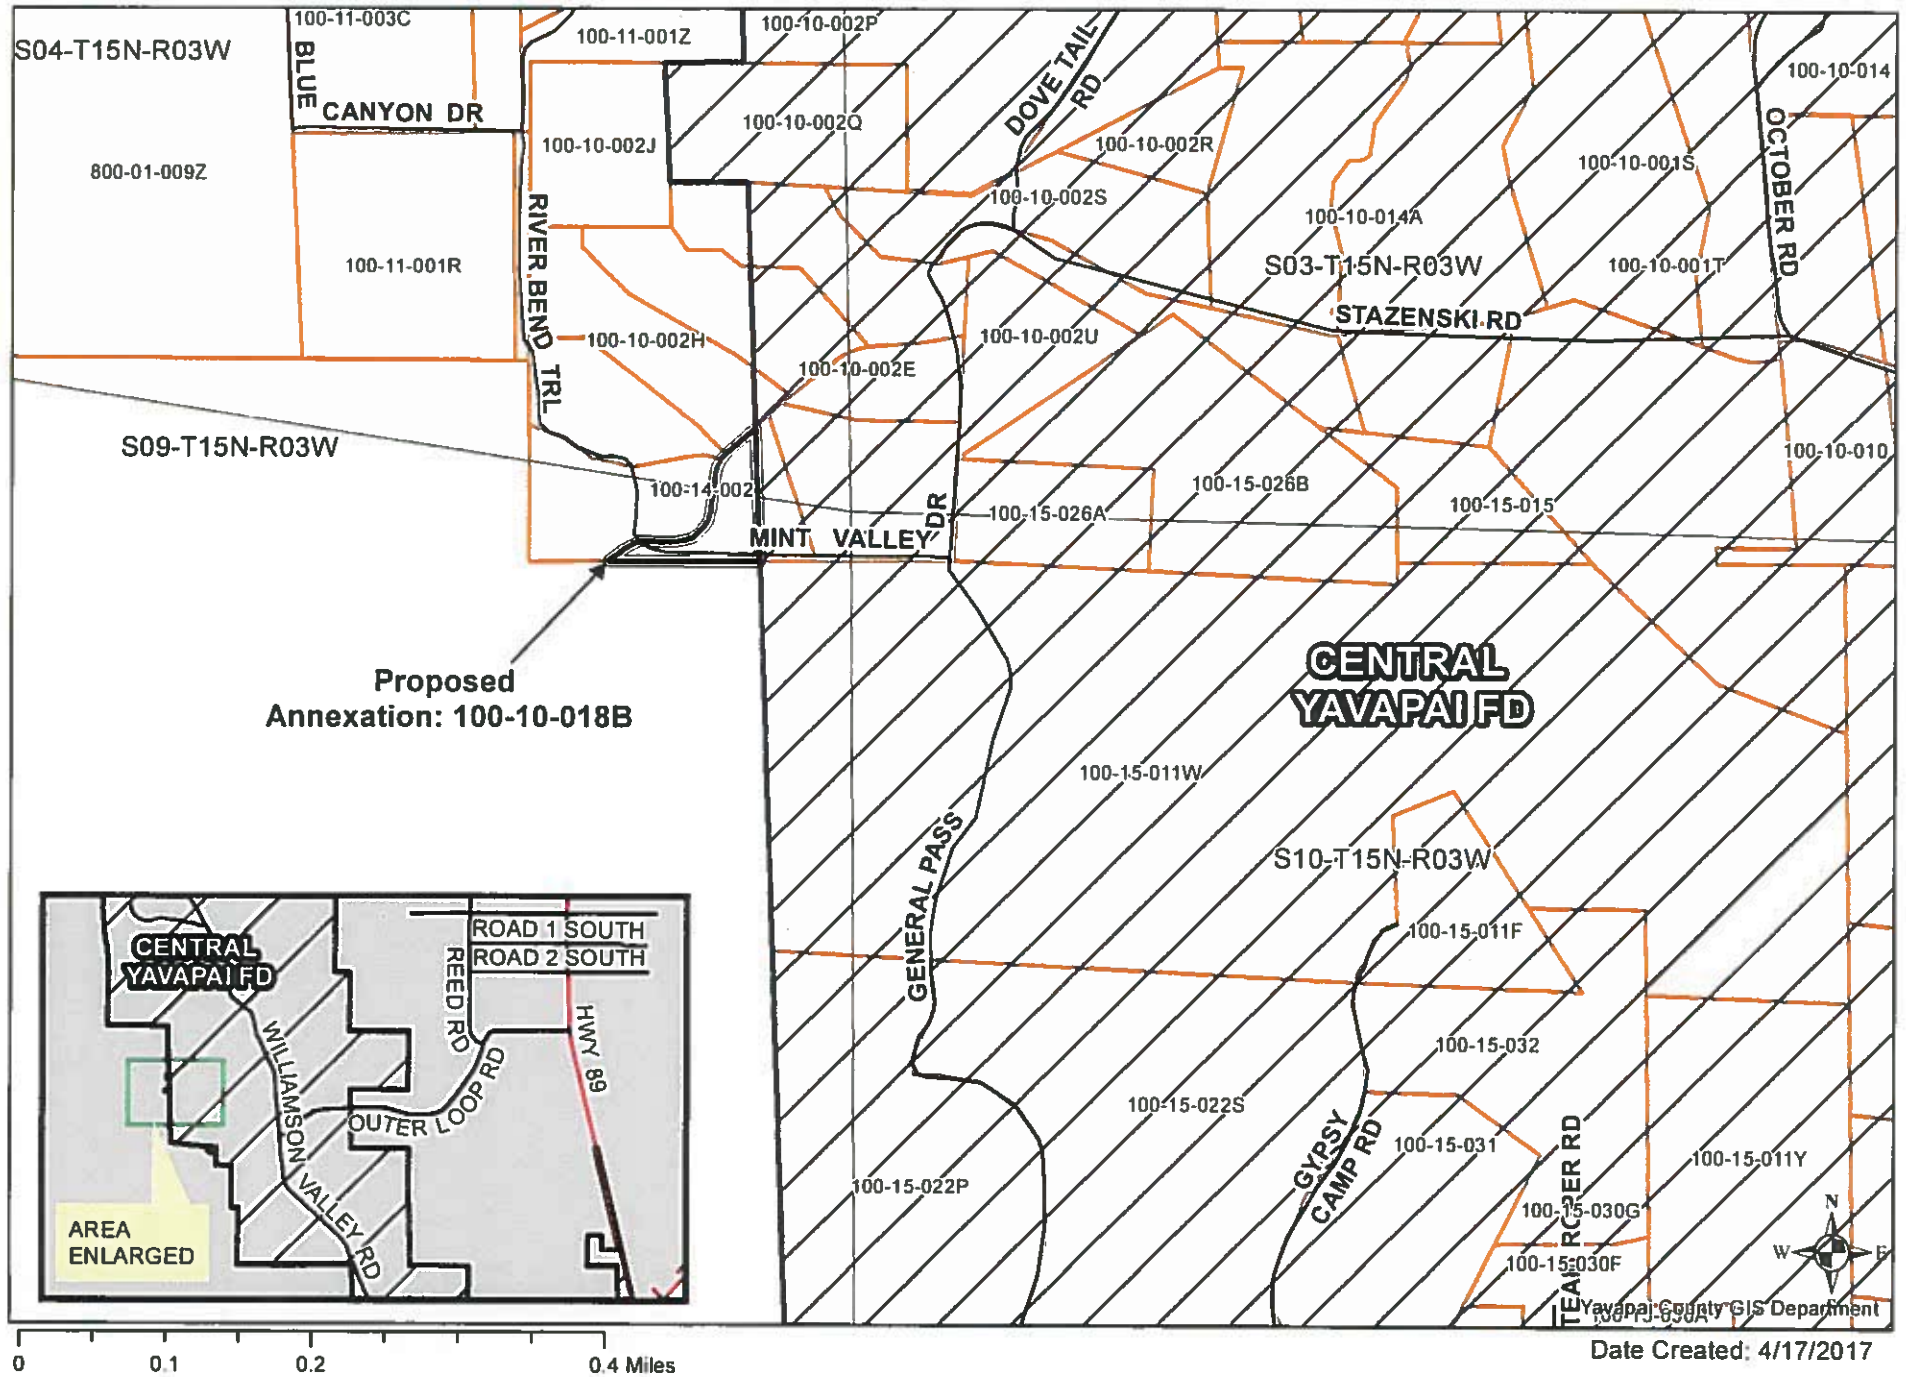 100-11-003C
100-10-002P
S04-T15N-R03W
100-11-001Z
BLUE
CANYON DR
DOVE TAIL
RD
100-10-014
100-10-002Q
100-10-002J
100-10-002R
OCTOBER RD
800-01-009Z
100-10-001S
100-10-002S
100-10-014A
RIVER BEND TRL
100-11-001R
S03-T15N-R03W
100-10-001T
STAZENSKI RD
100-10-002H
100-10-002U
100-10-002E
S09-T15N-R03W
100-10-010
100-14-002
100-15-026B
100-15-015
100-15-026A
MINT VALLEY DR
Proposed
Annexation: 100-10-018B
CENTRAL
YAVAPAI FD
100-15-011W
GENERAL PASS
S10-T15N-R03W
100-15-011F
100-15-032
100-15-022S
GYPSY
CAMP RD
100-15-031
TEAM ROPER RD
100-15-011Y
100-15-022P
100-15-030G
100-15-030F
100-15-030A
N
W
E
S
Yavapai County GIS Department
CENTRAL
YAVAPAI FD
ROAD 1 SOUTH
ROAD 2 SOUTH
REED RD
HWY 89
WILLIAMSON VALLEY RD
OUTER LOOP RD
AREA
ENLARGED
0 0.1 0.2 0.4 Miles
Date Created: 4/17/2017